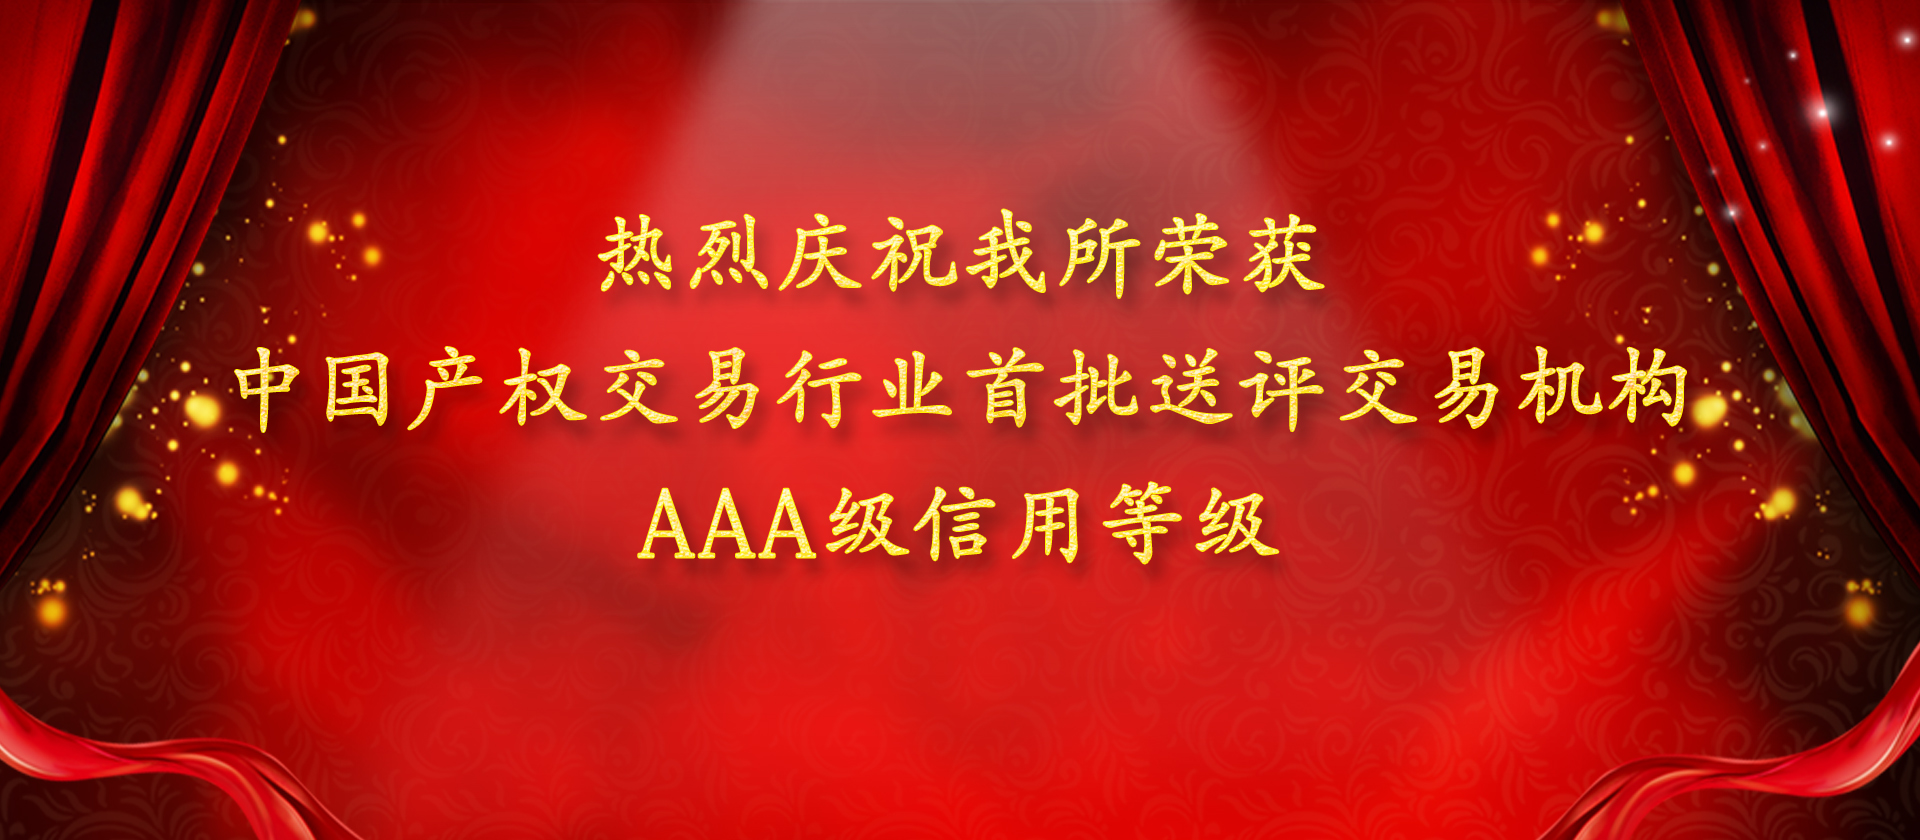 热烈庆祝我所荣获
中国产权交易行业首批送评交易机构
AAA级信用等级